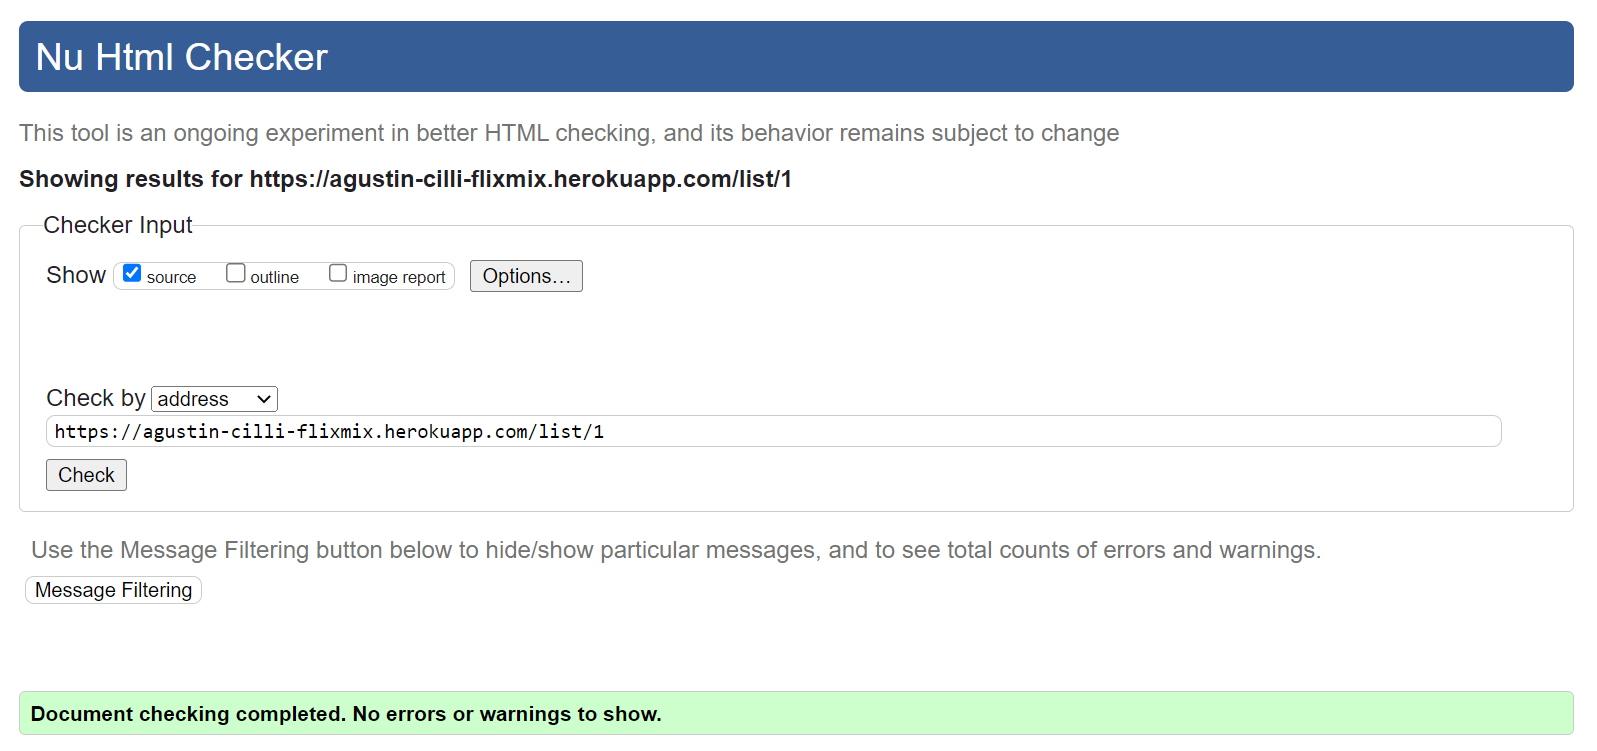 Nu Html Checker
This tool is an ongoing experiment in better HTML checking, and its behavior remains subject to change
Showing results for https://agustin-cilli-flixmix.herokuapp.com/list/1
Checker Input
Show source outline image report Options...
Check by address
https://agustin-cilli-flixmix.herokuapp.com/list/1
Check
Use the Message Filtering button below to hide/show particular messages, and to see total counts of errors and warnings.
Message Filtering
Document checking completed. No errors or warnings to show.